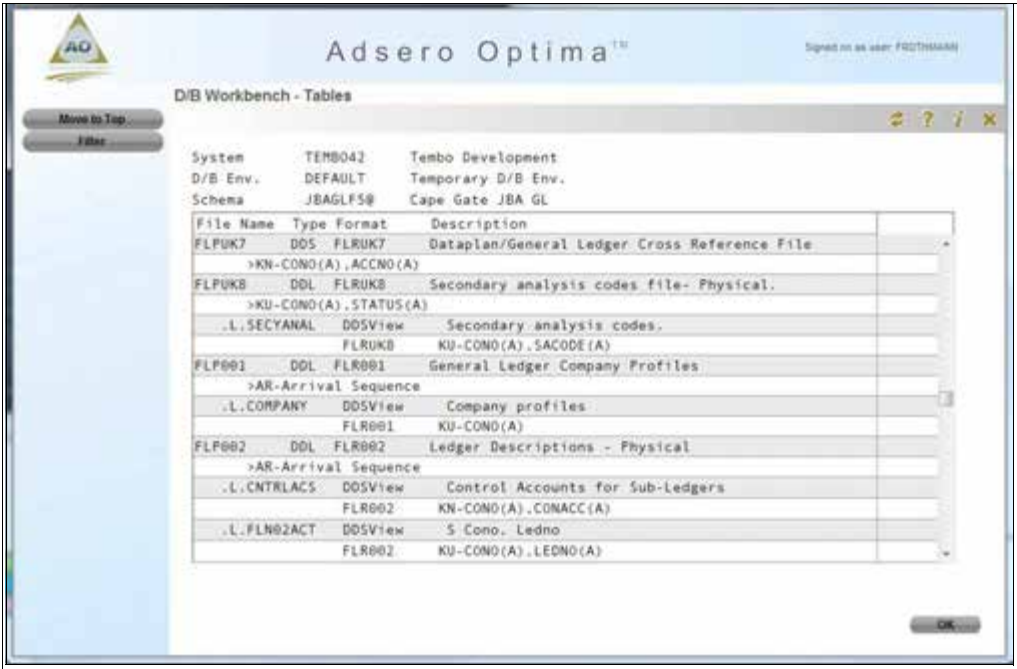 AO
Adsero Optima™
Signed on as user FROTHMANN
D/B Workbench - Tables
Move to Top
Filter
System TEMBO42 Tembo Development
D/B Env. DEFAULT Temporary D/B Env.
Schema JBAGLF5@ Cape Gate JBA GL
File Name Type Format Description
FLPUK7 DDS FLRUK7 Dataplan/General Ledger Cross Reference File
>KN-CONO(A).ACCNO(A)
FLPUK8 DDL FLRUK8 Secondary analysis codes file- Physical.
>KU-CONO(A).STATUS(A)
.L.SECYANAL DDSView Secondary analysis codes.
FLRUK8 KU-CONO(A).SACODE(A)
FLP001 DDL FLR001 General Ledger Company Profiles
>AR-Arrival Sequence
.L.COMPANY DDSView Company profiles
FLR001 KU-CONO(A)
FLP002 DDL FLR002 Ledger Descriptions - Physical
>AR-Arrival Sequence
.L.CNTRLACS DDSView Control Accounts for Sub-Ledgers
FLR002 KN-CONO(A).CONACC(A)
.L.FLN02ACT DDSView S Cono. Ledno
FLR002 KU-CONO(A).LEDNO(A)
OK